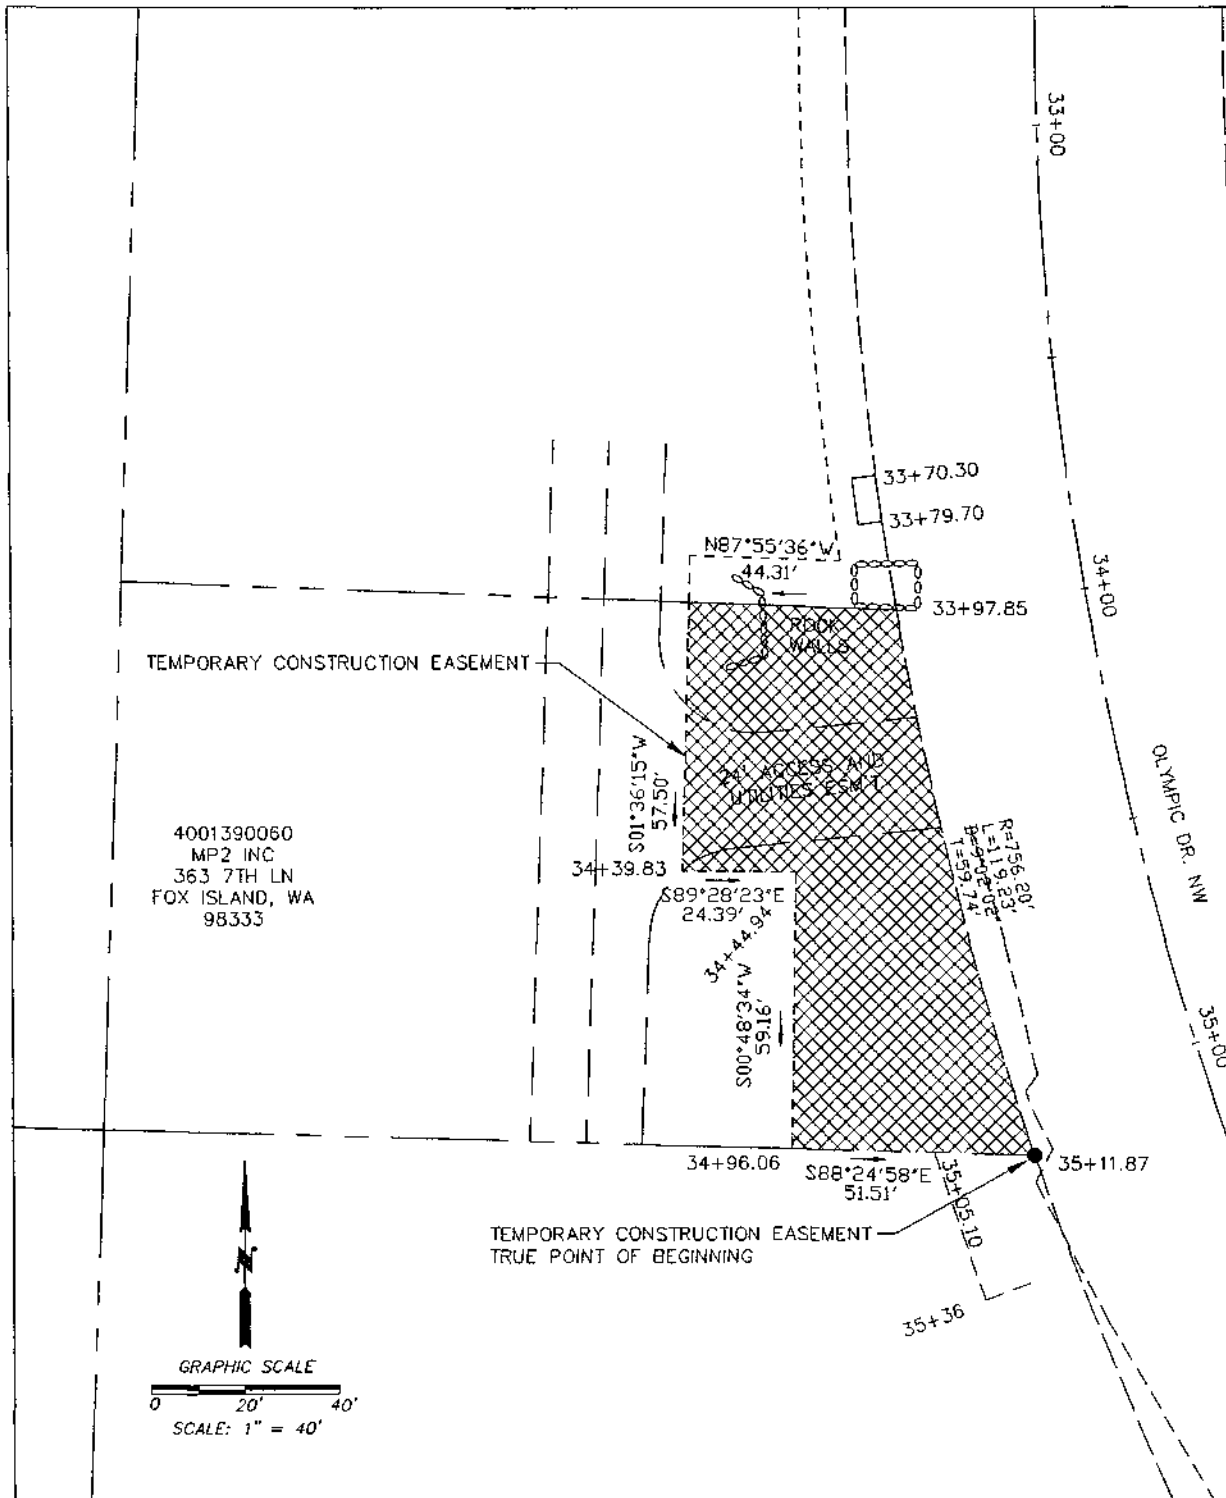 33+00
33+70.30
33+79.70
N87°55'36"W
44.31'
33+97.85
34+00
ROCK
WALLS
TEMPORARY CONSTRUCTION EASEMENT
S01°36'15"W
57.50'
24' ACCESS AND
UTILITIES ESM'T
OLYMPIC DR. NW
R=756.20'
L=119.23'
D=9°02'02"
T=59.74'
4001390060
MP2 INC
363 7TH LN
FOX ISLAND, WA
98333
34+39.83
S89°28'23"E
24.39'
34+44.94
S00°48'34"W
59.16'
35+00
34+96.06
S88°24'58"E
51.51'
35+05.10
35+11.87
TEMPORARY CONSTRUCTION EASEMENT
TRUE POINT OF BEGINNING
35+36
N
GRAPHIC SCALE
0 20' 40'
SCALE: 1" = 40'